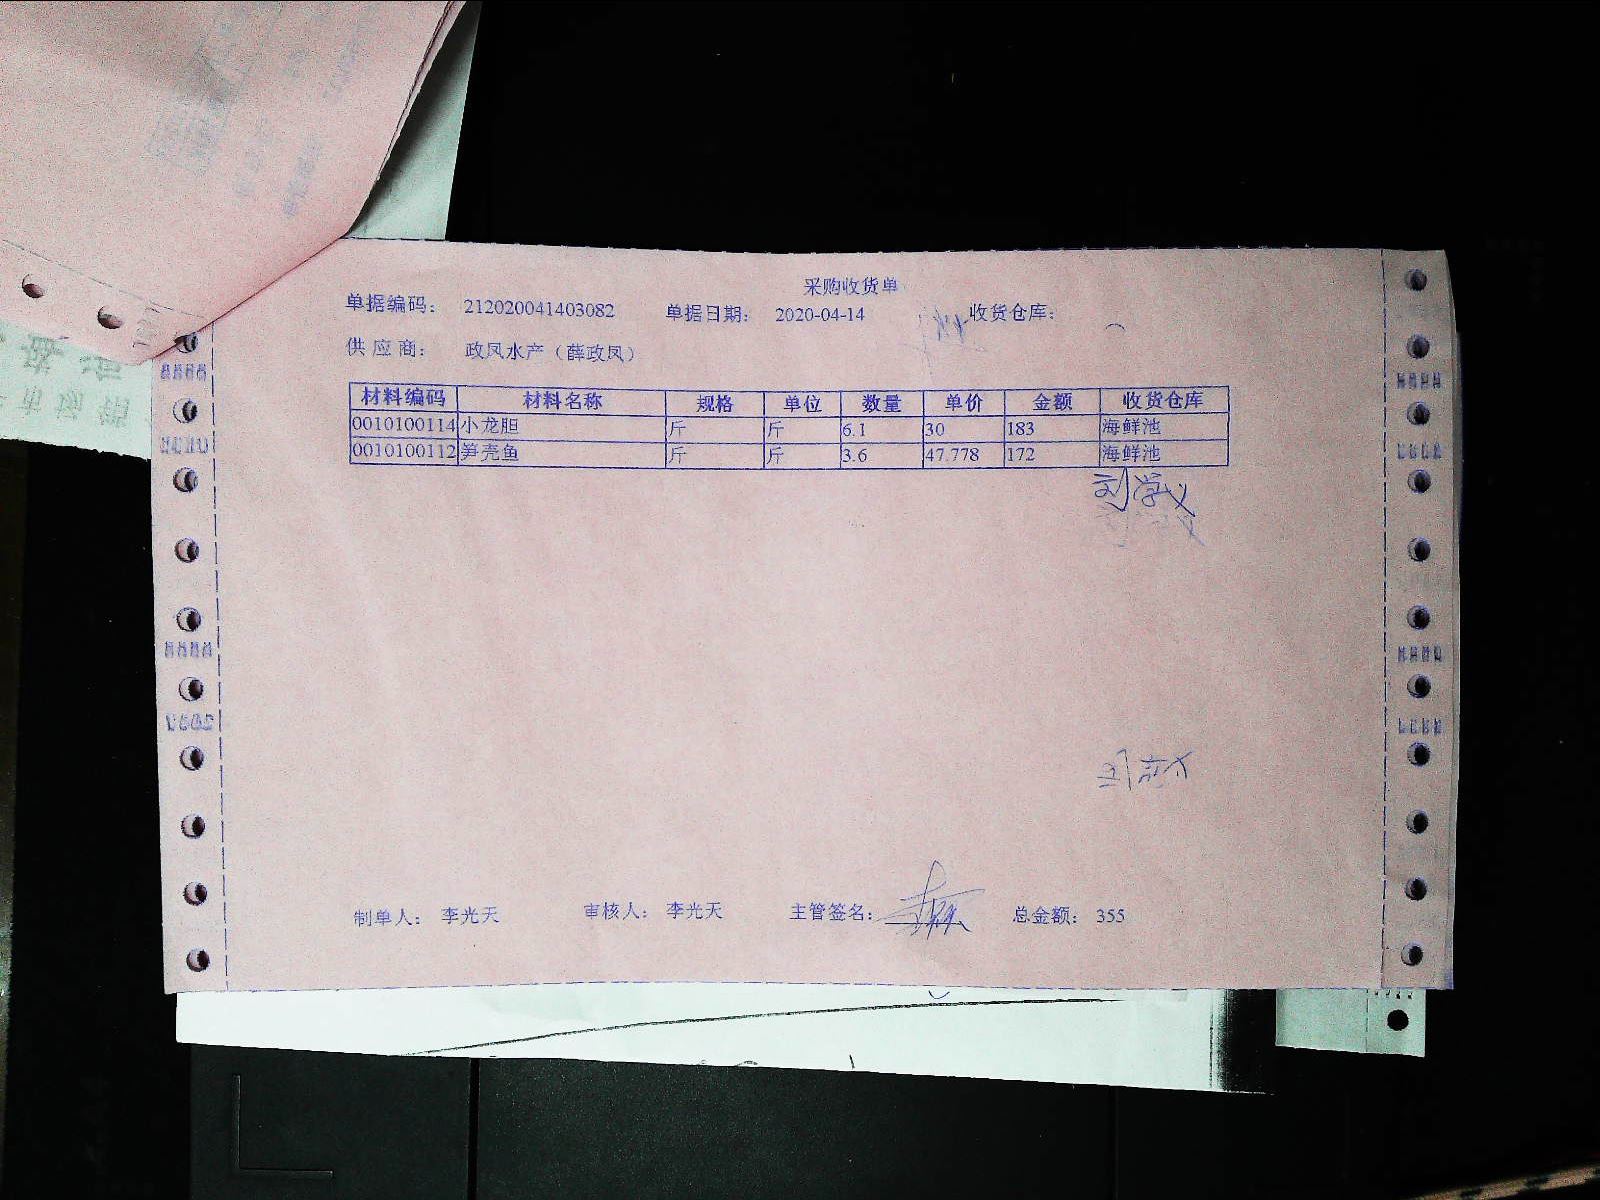 采购收货单
单据编码： 212020041403082 单据日期： 2020-04-14 收货仓库：
供 应 商： 政凤水产（薛政凤）
材料编码 材料名称 规格 单位 数量 单价 金额 收货仓库
0010100114 小龙胆 斤 斤 6.1 30 183 海鲜池
0010100112 笋壳鱼 斤 斤 3.6 47.778 172 海鲜池
刘学义
制单人： 李光天 审核人： 李光天 主管签名： 总金额： 355